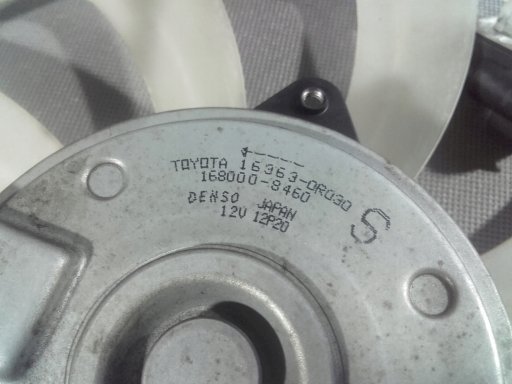 TOYOTA 16363-0R030
168000-8460
DENSO JAPAN
12V 12P20
S